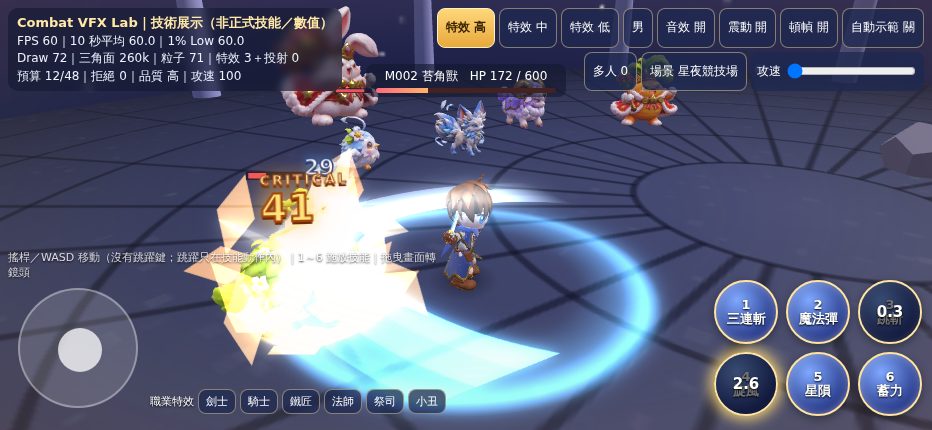 Combat VFX Lab｜技術展示（非正式技能／數值）
FPS 60｜10 秒平均 60.0｜1% Low 60.0
Draw 72｜三角面 260k｜粒子 71｜特效 3＋投射 0
預算 12/48｜拒絕 0｜品質 高｜攻速 100
特效 高
特效 中
特效 低
男
音效 開
震動 開
頓幀 開
自動示範 關
多人 0
場景 星夜競技場
攻速
M002 苔角獸 HP 172 / 600
29
CRITICAL
41
搖桿／WASD 移動（沒有跳躍鍵；跳躍只在技能動作內）｜1～6 施放技能｜拖曳畫面轉
鏡頭
1
三連斬
2
魔法彈
3
0.3
跳斬
4
2.6
旋風
5
星隕
6
蓄力
職業特效
劍士
騎士
鐵匠
法師
祭司
小丑